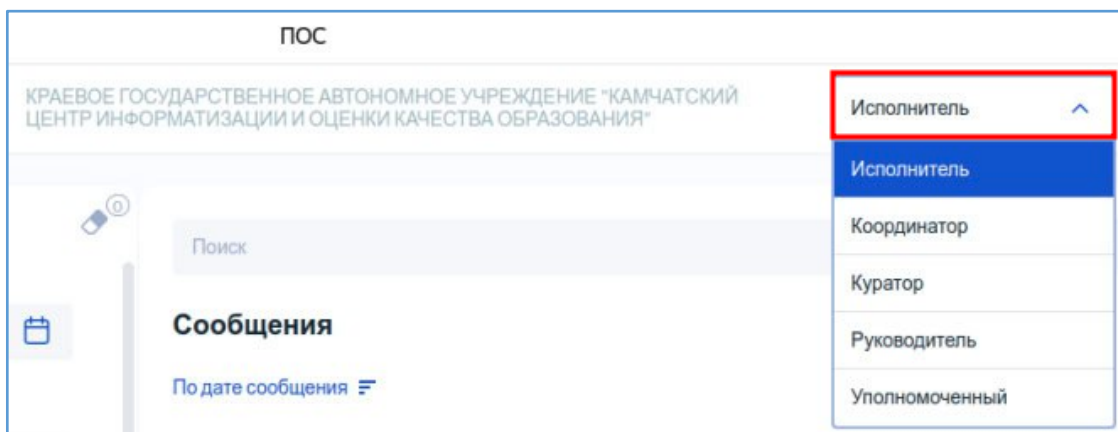 ПОС
КРАЕВОЕ ГОСУДАРСТВЕННОЕ АВТОНОМНОЕ УЧРЕЖДЕНИЕ "КАМЧАТСКИЙ
ЦЕНТР ИНФОРМАТИЗАЦИИ И ОЦЕНКИ КАЧЕСТВА ОБРАЗОВАНИЯ"
Исполнитель
Исполнитель
Координатор
Куратор
Руководитель
Уполномоченный
0
Поиск
Сообщения
По дате сообщения